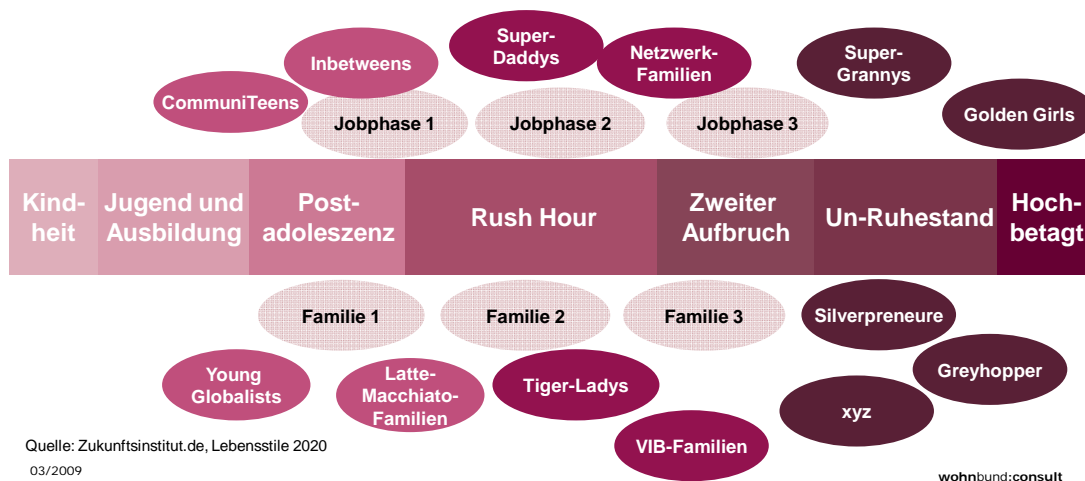 Super-
Daddys
Netzwerk-
Familien
Super-
Grannys
Inbetweens
CommuniTeens
Golden Girls
Jobphase 1
Jobphase 2
Jobphase 3
Kind-
heit
Jugend und
Ausbildung
Post-
adoleszenz
Rush Hour
Zweiter
Aufbruch
Un-Ruhestand
Hoch-
betagt
Familie 1
Familie 2
Familie 3
Silverpreneure
Young
Globalists
Latte-
Macchiato-
Familien
Tiger-Ladys
Greyhopper
xyz
VIB-Familien
Quelle: Zukunftsinstitut.de, Lebensstile 2020
03/2009
wohnbund:consult